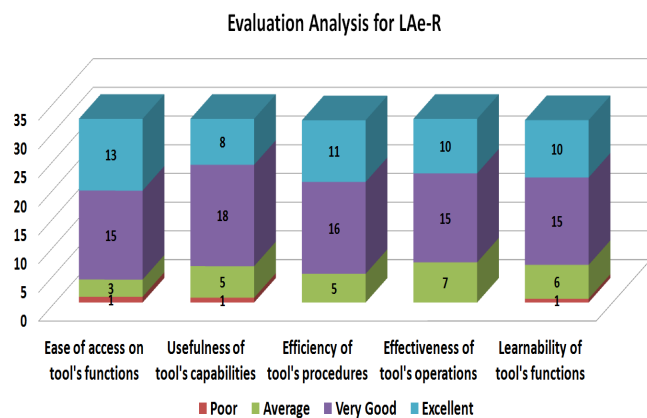 Evaluation Analysis for LAe-R
35
30
25
20
15
10
5
0
13
8
11
10
10
15
18
16
15
15
3
5
5
7
6
1
1
1
Ease of access on
tool's functions
Usefulness of
tool's capabilities
Efficiency of
tool's procedures
Effectiveness of
tool's operations
Learnability of
tool's functions
Poor
Average
Very Good
Excellent